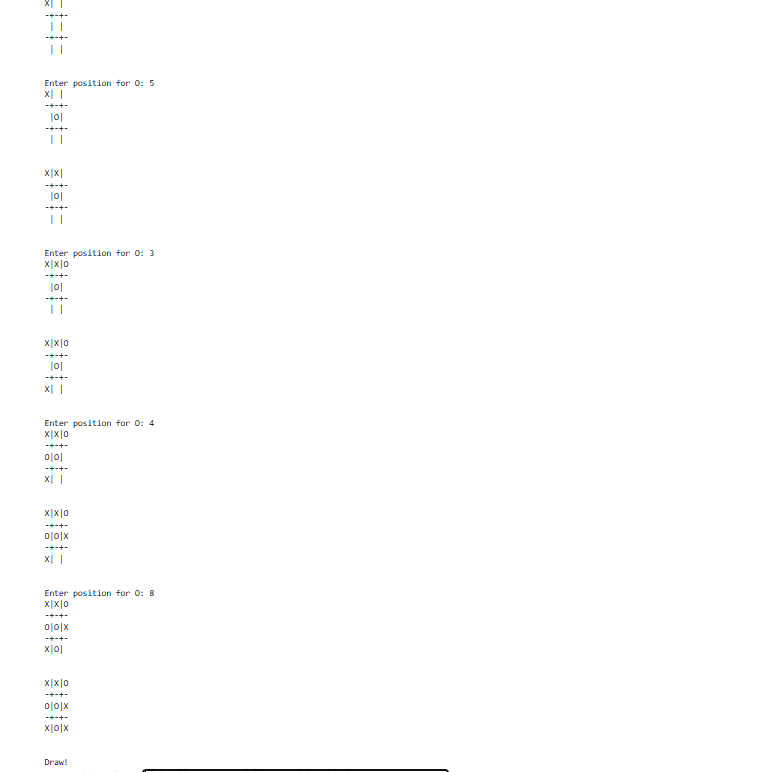 X| |
-+-+-
 | |
-+-+-
 | |
Enter position for O: 5
X| |
-+-+-
 |O|
-+-+-
 | |
X|X|
-+-+-
 |O|
-+-+-
 | |
Enter position for O: 3
X|X|O
-+-+-
 |O|
-+-+-
 | |
X|X|O
-+-+-
 |O|
-+-+-
X| |
Enter position for O: 4
X|X|O
-+-+-
O|O|
-+-+-
X| |
X|X|O
-+-+-
O|O|X
-+-+-
X| |
Enter position for O: 8
X|X|O
-+-+-
O|O|X
-+-+-
X|O|
X|X|O
-+-+-
O|O|X
-+-+-
X|O|X
Draw!